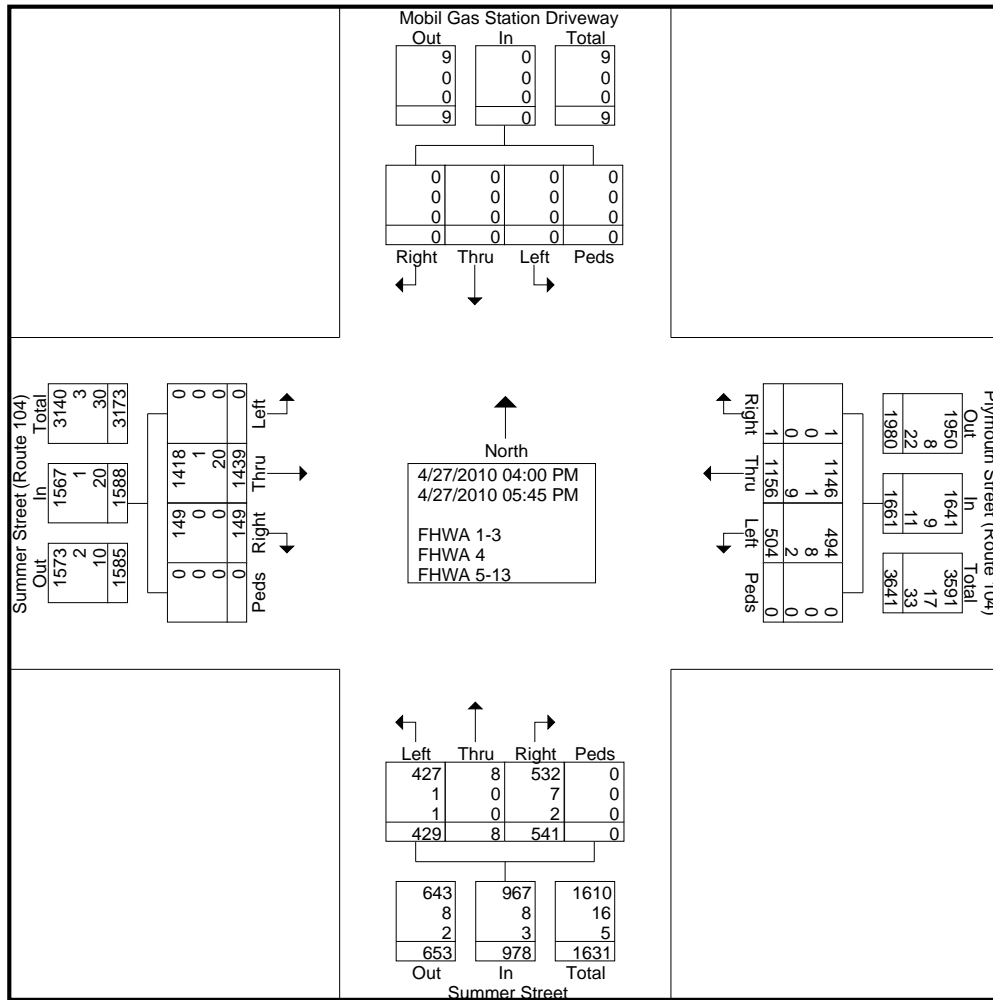 Mobil Gas Station Driveway
Out In Total
9 0 9
0 0 0
0 0 0
9 0 9
0 0 0 0
0 0 0 0
0 0 0 0
0 0 0 0
Right Thru Left Peds
Summer Street (Route 104)
Total In Out
3140 1567 1573
3 1 2
30 20 10
3173 1588 1585
0 1418 149 0
0 1 0 0
0 20 0 0
0 1439 149 0
Left Thru Right Peds
North
4/27/2010 04:00 PM
4/27/2010 05:45 PM
FHWA 1-3
FHWA 4
FHWA 5-13
Right Thru Left Peds
1 1146 494 0
0 1 8 0
0 9 2 0
1 1156 504 0
Plymouth Street (Route 104)
Out In Total
1950 1641 3591
8 9 17
22 11 33
1980 1661 3641
Left Thru Right Peds
427 8 532 0
1 0 7 0
1 0 2 0
429 8 541 0
643 967 1610
8 8 16
2 3 5
653 978 1631
Out In Total
Summer Street